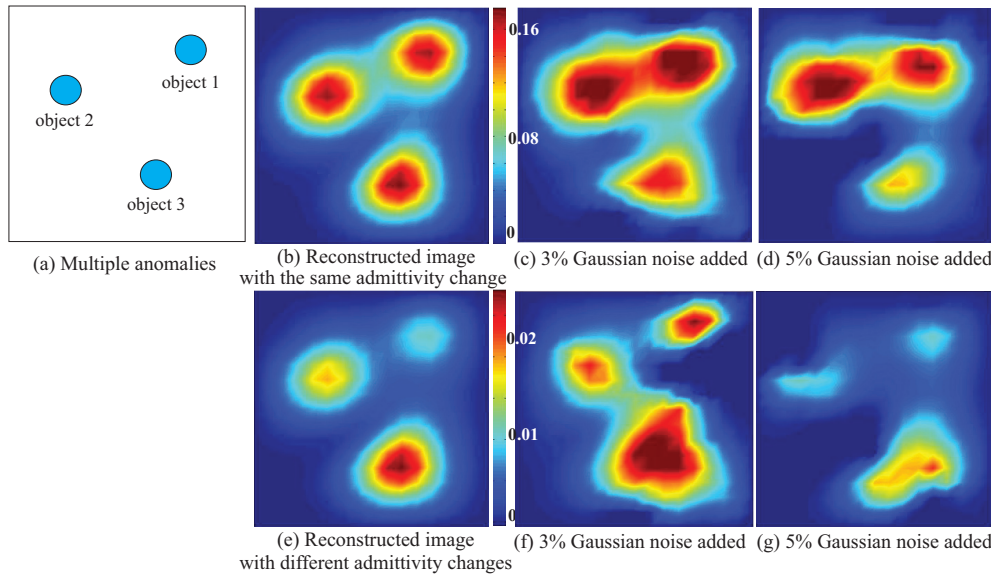 object 1
object 2
object 3
(a) Multiple anomalies
0.16
0.08
0
(b) Reconstructed image
with the same admittivity change
(c) 3% Gaussian noise added
(d) 5% Gaussian noise added
0.02
0.01
0
(e) Reconstructed image
with different admittivity changes
(f) 3% Gaussian noise added
(g) 5% Gaussian noise added